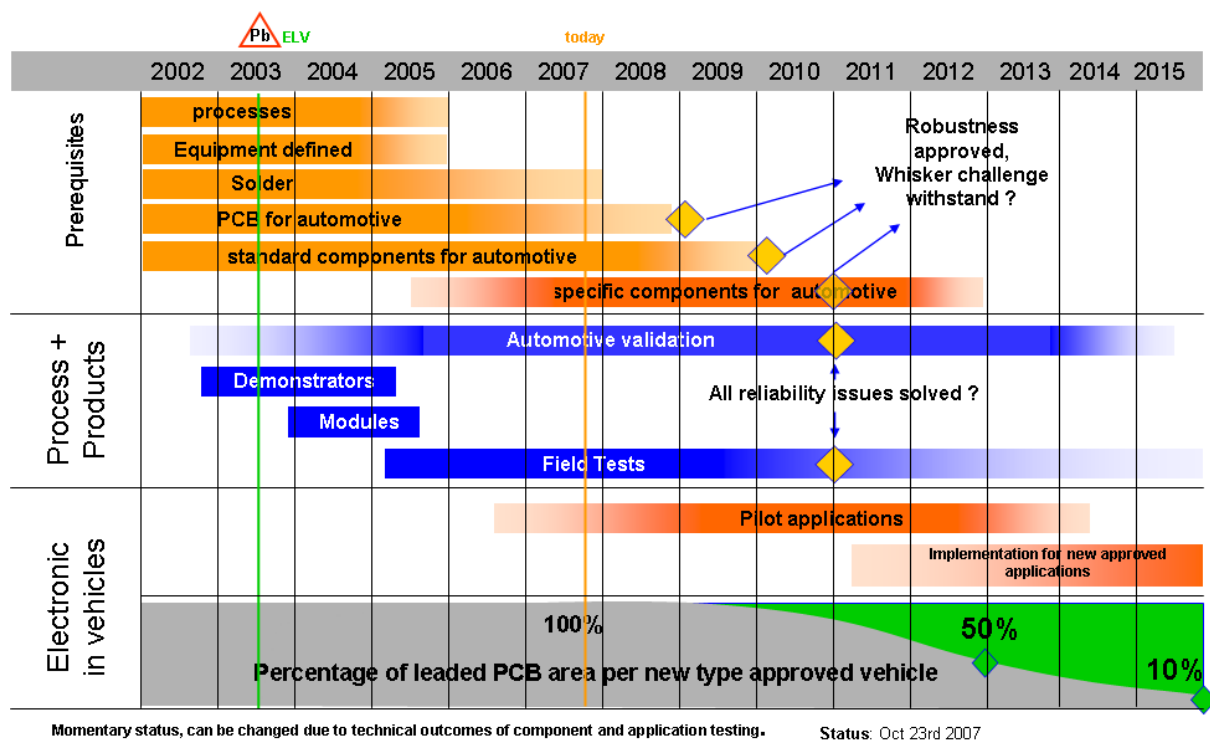 Pb ELV
today
2002 2003 2004 2005 2006 2007 2008 2009 2010 2011 2012 2013 2014 2015
Prerequisites
processes
Equipment defined
Solder
PCB for automotive
standard components for automotive
specific components for automotive
Robustness
approved,
Whisker challenge
withstand ?
Process +
Products
Automotive validation
Demonstrators
Modules
All reliability issues solved ?
Field Tests
Electronic
in vehicles
Pilot applications
Implementation for new approved
applications
100%
50%
Percentage of leaded PCB area per new type approved vehicle
10%
Momentary status, can be changed due to technical outcomes of component and application testing.
Status: Oct 23rd 2007